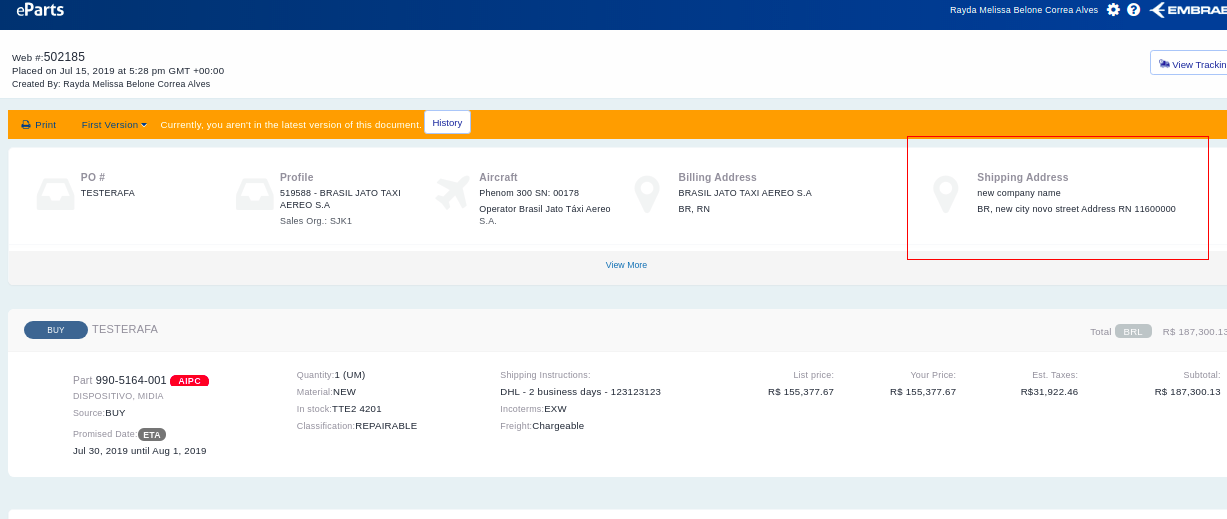 eParts
Rayda Melissa Belone Correa Alves
Web #:502185
Placed on Jul 15, 2019 at 5:28 pm GMT +00:00
Created By: Rayda Melissa Belone Correa Alves
View Trackin
Print
First Version
Currently, you aren't in the latest version of this document.
History
PO #
TESTERAFA
Profile
519588 - BRASIL JATO TAXI
AEREO S.A
Sales Org.: SJK1
Aircraft
Phenom 300 SN: 00178
Operator Brasil Jato Táxi Aereo
S.A.
Billing Address
BRASIL JATO TAXI AEREO S.A
BR, RN
Shipping Address
new company name
BR, new city novo street Address RN 11600000
View More
BUY TESTERAFA
Total BRL R$ 187,300.13
Part 990-5164-001 AIPC
DISPOSITIVO, MIDIA
Source:BUY
Promised Date:ETA
Jul 30, 2019 until Aug 1, 2019
Quantity:1 (UM)
Material:NEW
In stock:TTE2 4201
Classification:REPAIRABLE
Shipping Instructions:
DHL - 2 business days - 123123123
Incoterms:EXW
Freight:Chargeable
List price:
R$ 155,377.67
Your Price:
R$ 155,377.67
Est. Taxes:
R$31,922.46
Subtotal:
R$ 187,300.13